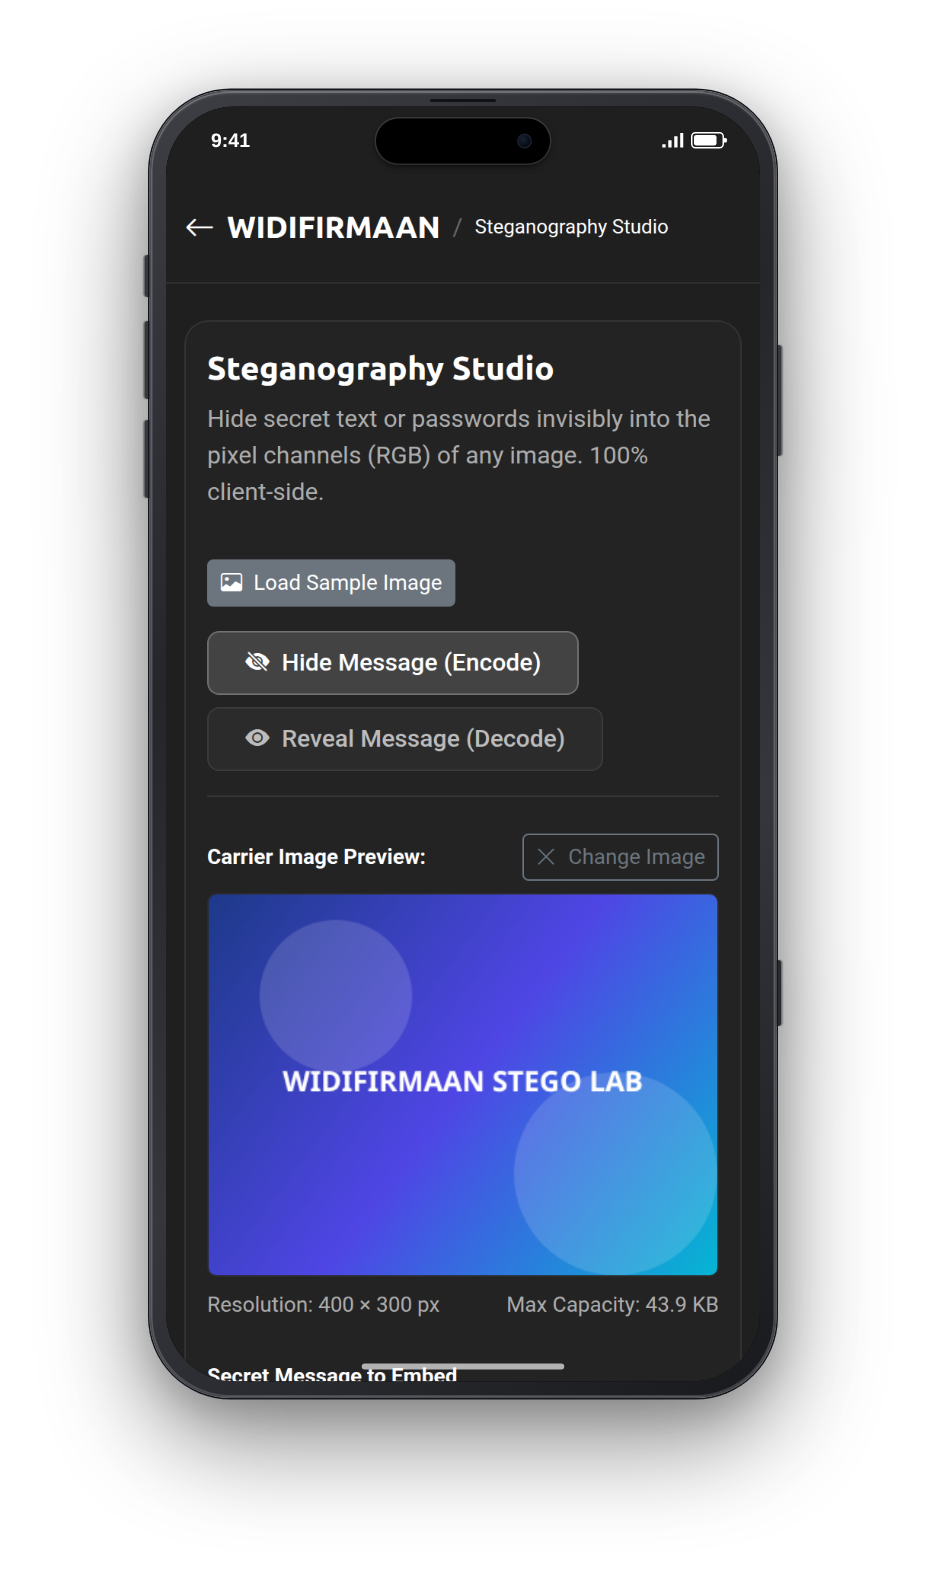 9:41
WIDIFIRMAAN / Steganography Studio
Steganography Studio
Hide secret text or passwords invisibly into the
pixel channels (RGB) of any image. 100%
client-side.
Load Sample Image
Hide Message (Encode)
Reveal Message (Decode)
Carrier Image Preview:
Change Image
WIDIFIRMAAN STEGO LAB
Resolution: 400 × 300 px
Max Capacity: 43.9 KB
Secret Message to Embed